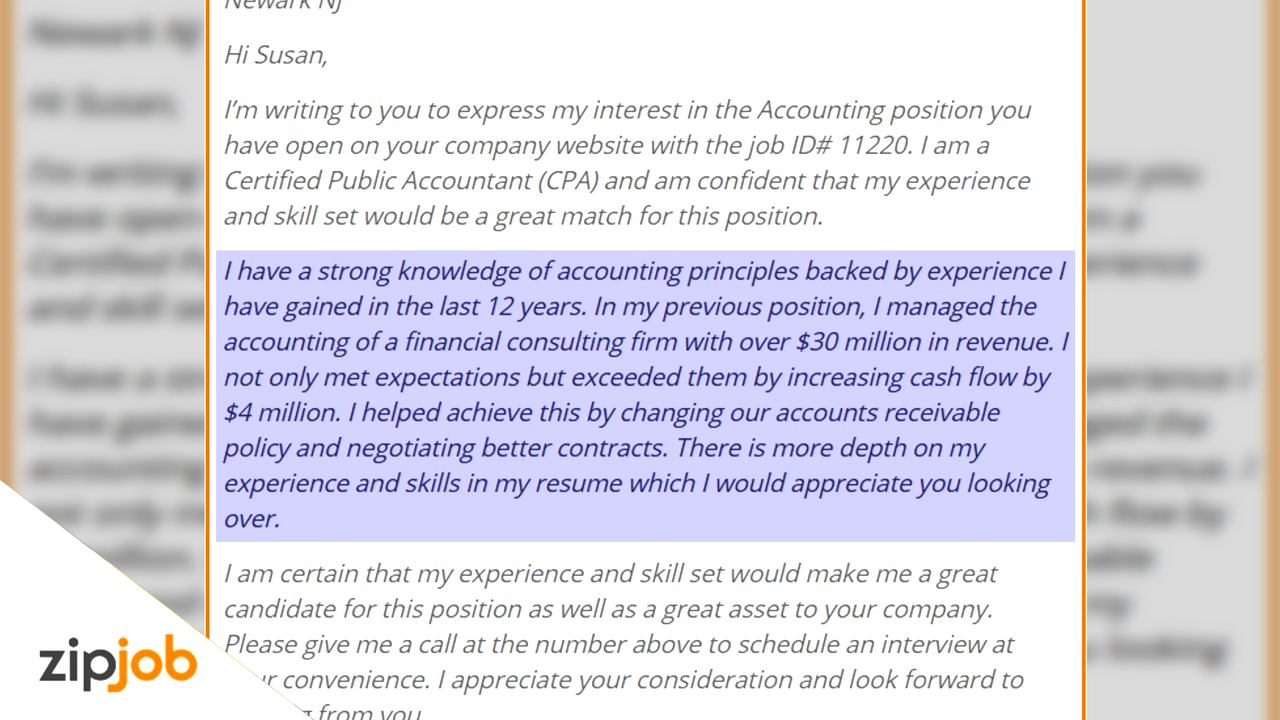 Newark NJ
Hi Susan,
I'm writing to you to express my interest in the Accounting position you
have open on your company website with the job ID# 11220. I am a
Certified Public Accountant (CPA) and am confident that my experience
and skill set would be a great match for this position.
I have a strong knowledge of accounting principles backed by experience I
have gained in the last 12 years. In my previous position, I managed the
accounting of a financial consulting firm with over $30 million in revenue. I
not only met expectations but exceeded them by increasing cash flow by
$4 million. I helped achieve this by changing our accounts receivable
policy and negotiating better contracts. There is more depth on my
experience and skills in my resume which I would appreciate you looking
over.
I am certain that my experience and skill set would make me a great
candidate for this position as well as a great asset to your company.
Please give me a call at the number above to schedule an interview at
convenience. I appreciate your consideration and look forward to
from you
zipjob